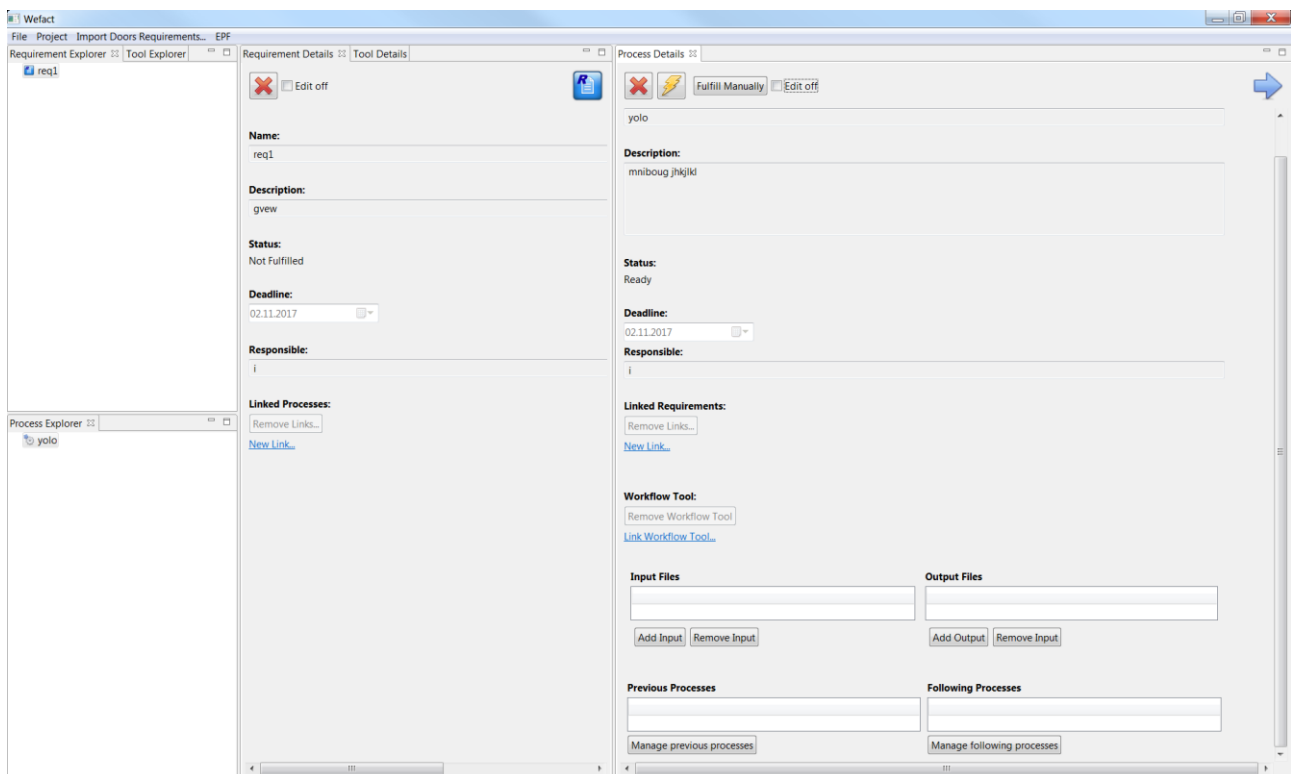 Wefact
File Project Import Doors Requirements... EPF
Requirement Explorer Tool Explorer
req1
Process Explorer
yolo
Requirement Details Tool Details
Edit off
R
Name:
req1
Description:
gvew
Status:
Not Fulfilled
Deadline:
02.11.2017
Responsible:
i
Linked Processes:
Remove Links...
New Link...
Process Details
Fulfill Manually Edit off
yolo
Description:
mniboug jhkjlkl
Status:
Ready
Deadline:
02.11.2017
Responsible:
i
Linked Requirements:
Remove Links...
New Link...
Workflow Tool:
Remove Workflow Tool
Link Workflow Tool...
Input Files Output Files
Add Input Remove Input Add Output Remove Input
Previous Processes Following Processes
Manage previous processes Manage following processes